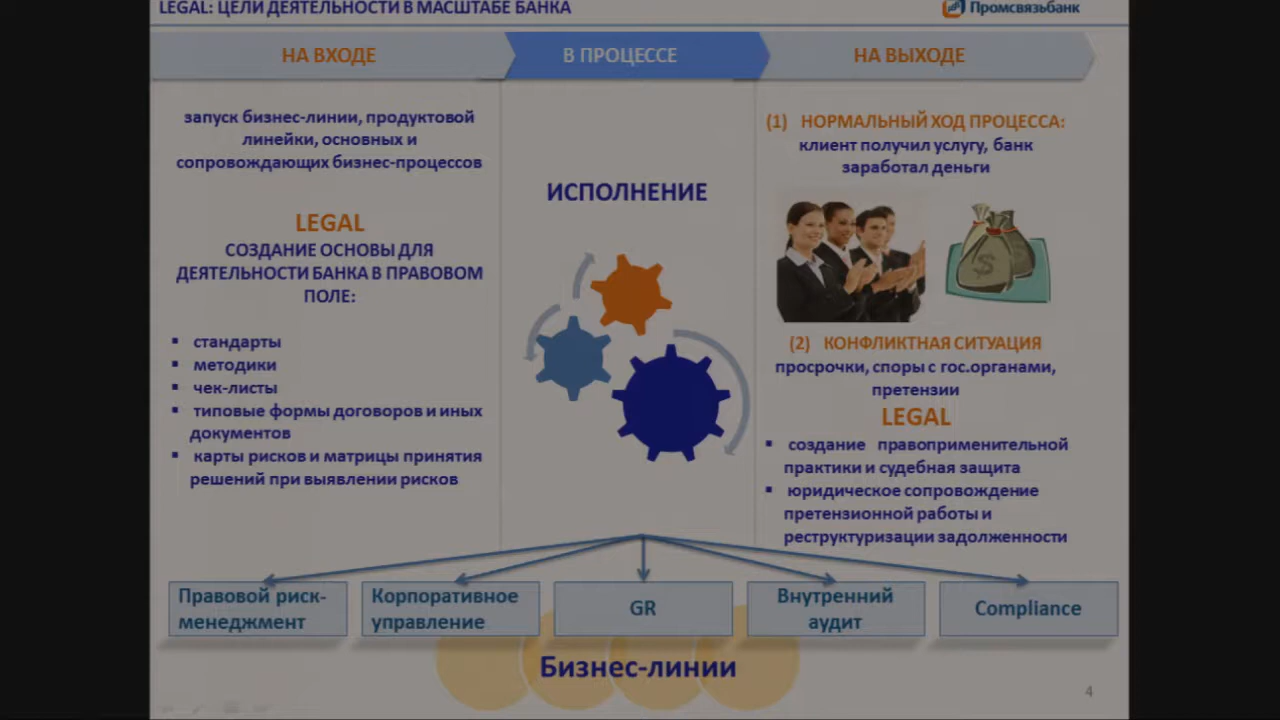 LEGAL: ЦЕЛИ ДЕЯТЕЛЬНОСТИ В МАСШТАБЕ БАНКА
Промсвязьбанк
НА ВХОДЕ
В ПРОЦЕССЕ
НА ВЫХОДЕ
запуск бизнес-линии, продуктовой
линейки, основных и
сопровождающих бизнес-процессов
LEGAL
СОЗДАНИЕ ОСНОВЫ ДЛЯ
ДЕЯТЕЛЬНОСТИ БАНКА В ПРАВОВОМ
ПОЛЕ:
▪ стандарты
▪ методики
▪ чек-листы
▪ типовые формы договоров и иных
документов
▪ карты рисков и матрицы принятия
решений при выявлении рисков
ИСПОЛНЕНИЕ
(1) НОРМАЛЬНЫЙ ХОД ПРОЦЕССА:
клиент получил услугу, банк
заработал деньги
$
(2) КОНФЛИКТНАЯ СИТУАЦИЯ
просрочки, споры с гос.органами,
претензии
LEGAL
▪ создание правоприменительной
практики и судебная защита
▪ юридическое сопровождение
претензионной работы и
реструктуризации задолженности
Правовой риск-
менеджмент
Корпоративное
управление
GR
Внутренний
аудит
Compliance
Бизнес-линии
4